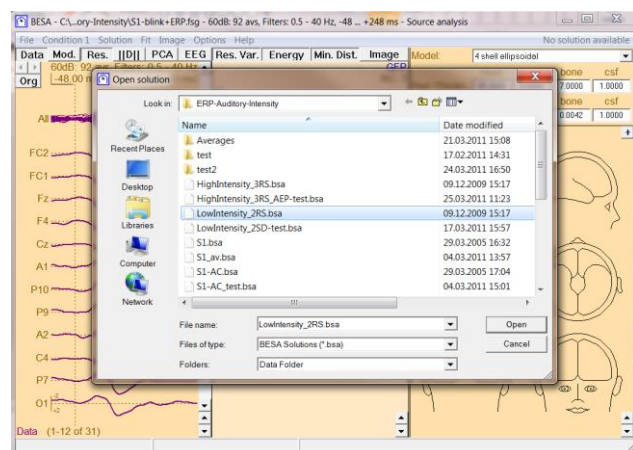 BESA - C:\...ory-Intensity\S1-blink+ERP.fsg - 60dB: 92 avs, Filters: 0.5 - 40 Hz, -48 ... +248 ms - Source analysis
File Condition 1 Solution Fit Image Options Help No solution available
Data Mod. Res. ||D|| PCA EEG Res. Var. Energy Min. Dist. Image Model: 4 shell ellipsoidal
Org -48.00 bone csf
7.0000 1.0000
bone csf
0.0042 1.0000
Open solution
Look in: ERP-Auditory-Intensity
Name Date modified
Averages 21.03.2011 15:08
test 17.02.2011 14:31
test2 24.03.2011 16:50
HighIntensity_3RS.bsa 09.12.2009 15:17
HighIntensity_3RS_AEP-test.bsa 25.03.2011 11:23
LowIntensity_2RS.bsa 09.12.2009 15:17
LowIntensity_2SD-test.bsa 17.03.2011 15:57
S1.bsa 29.03.2005 16:32
S1_av.bsa 04.03.2011 13:57
S1-AC.bsa 29.03.2005 17:04
S1-AC_test.bsa 04.03.2011 15:01
Recent Places
Desktop
Libraries
Computer
Network
File name: LowIntensity_2RS.bsa Open
Files of type: BESA Solutions (*.bsa) Cancel
Folders: Data Folder
All
FC2
FC1
Fz
F4
Cz
A1
P10
P9
A2
C4
P7
O1
Data (1-12 of 31)